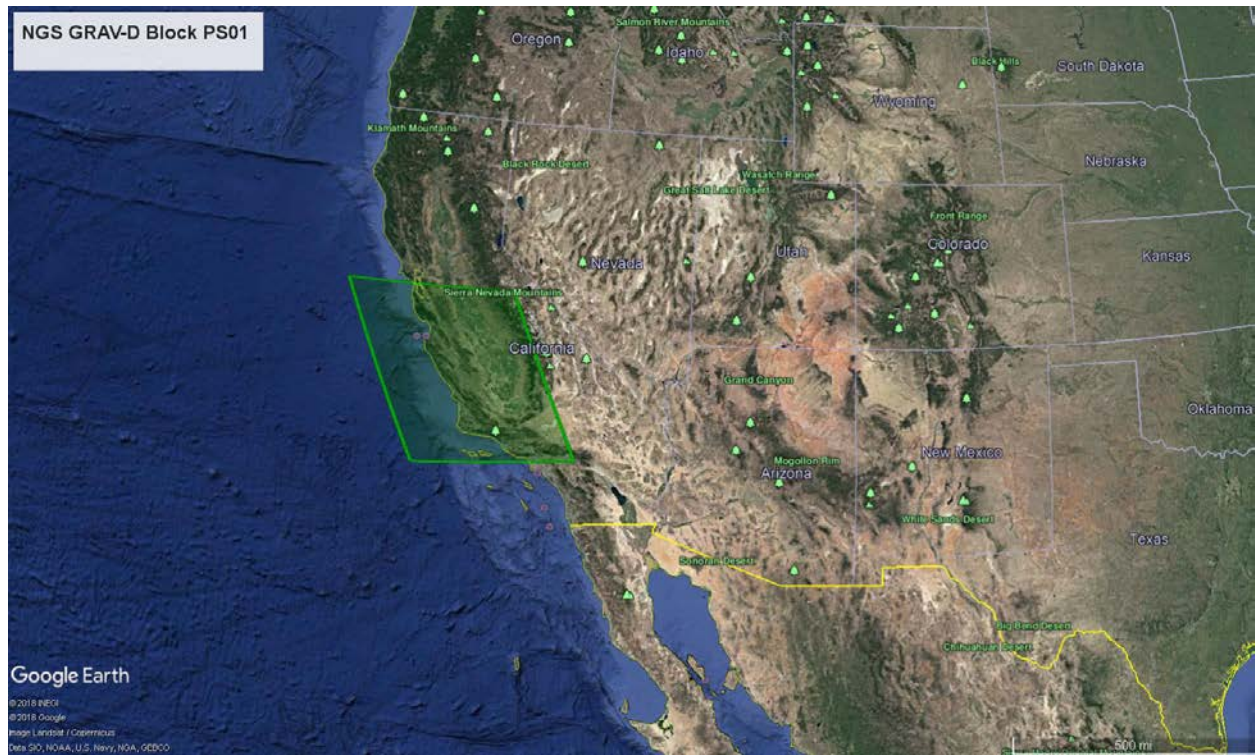 NGS GRAV-D Block PS01
Salmon River Mountains
Oregon
Idaho
Black Hills
South Dakota
Wyoming
Klamath Mountains
Black Rock Desert
Nebraska
Wasatch Range
Great Salt Lake Desert
Front Range
Colorado
Utah
Nevada
Kansas
Sierra Nevada Mountains
California
Grand Canyon
Oklahoma
New Mexico
Mogollon Rim
Arizona
White Sands Desert
Texas
Sonoran Desert
Big Bend Desert
Chihuahuan Desert
Google Earth
© 2018 INEGI
© 2018 Google
Image Landsat / Copernicus
Data SIO, NOAA, U.S. Navy, NGA, GEBCO
500 mi